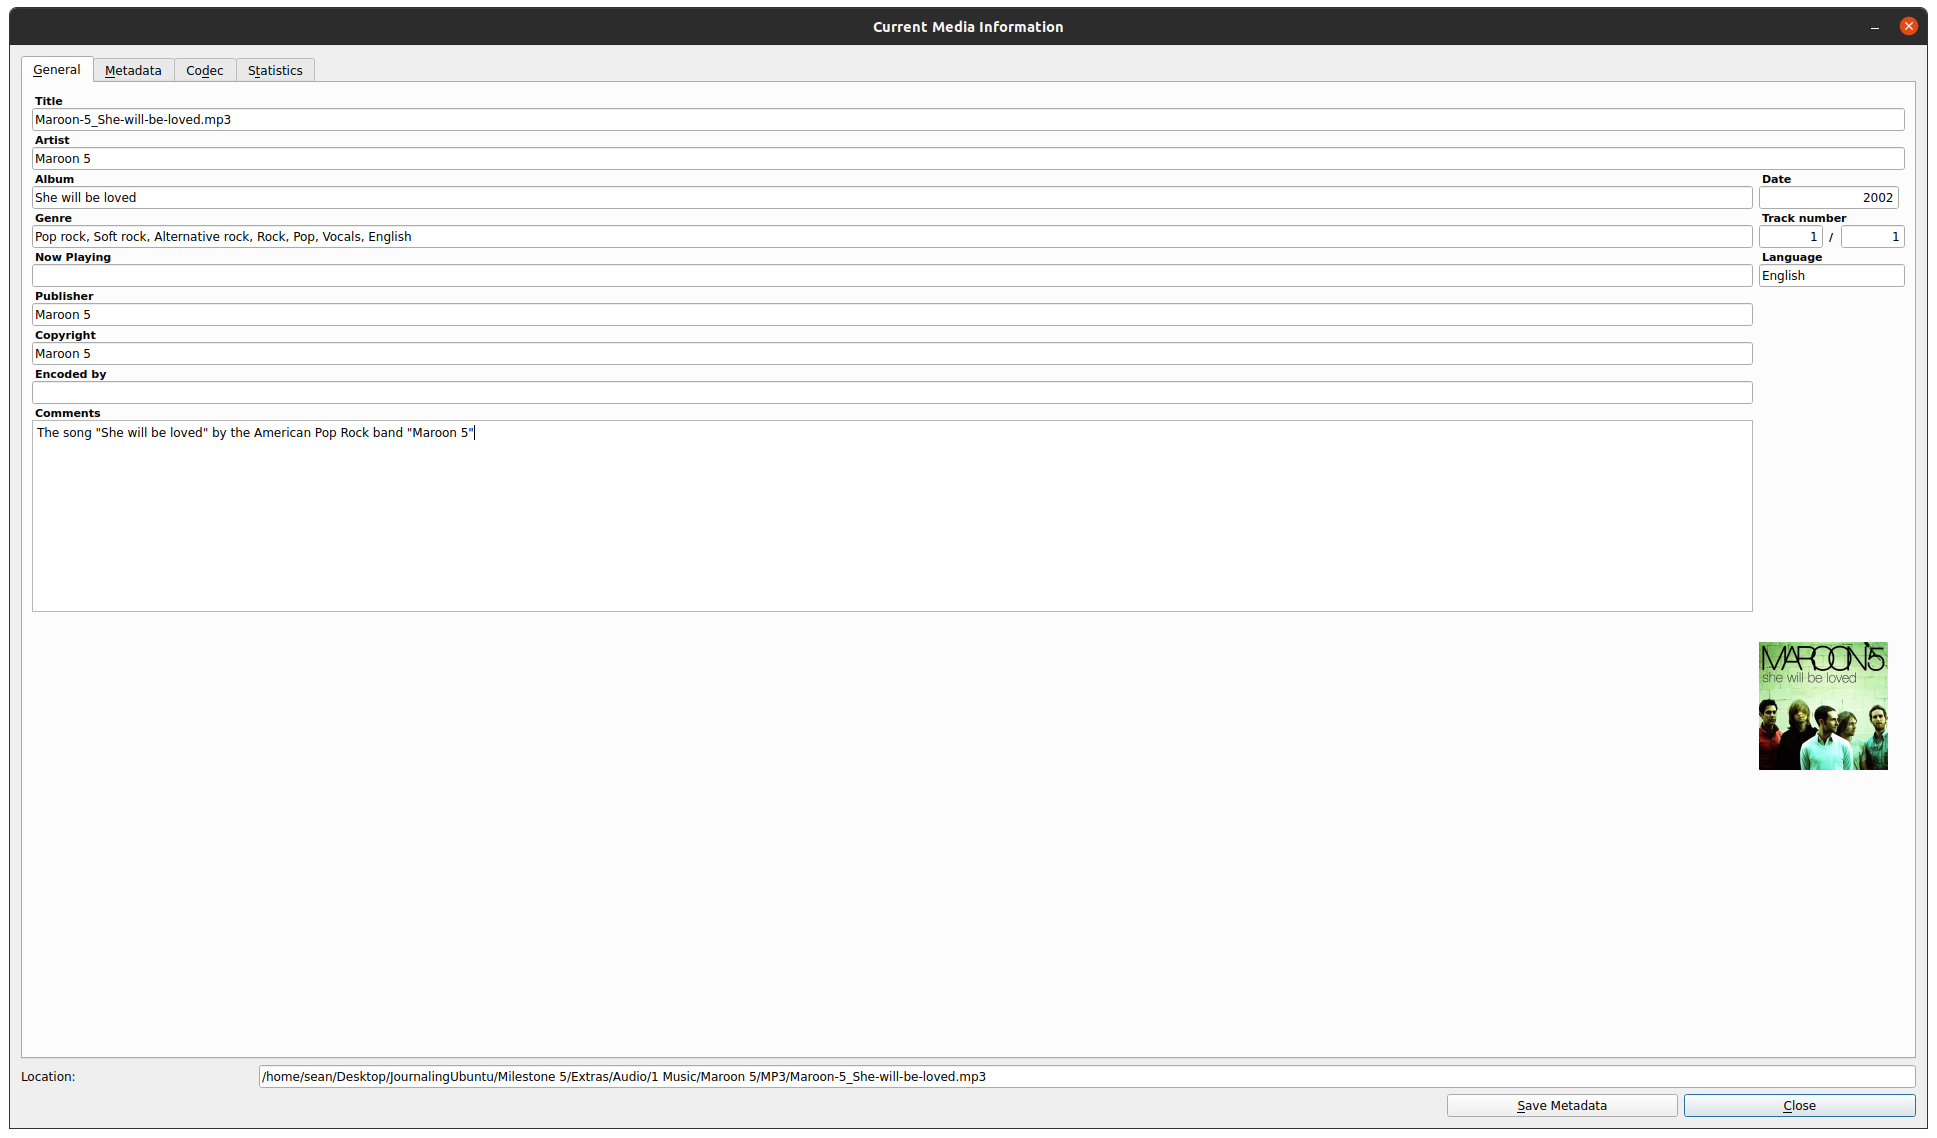 Current Media Information
General Metadata Codec Statistics
Title
Maroon-5_She-will-be-loved.mp3
Artist
Maroon 5
Album Date
She will be loved 2002
Genre Track number
Pop rock, Soft rock, Alternative rock, Rock, Pop, Vocals, English 1 / 1
Now Playing Language
English
Publisher
Maroon 5
Copyright
Maroon 5
Encoded by
Comments
The song "She will be loved" by the American Pop Rock band "Maroon 5"
MAROON5
she will be loved
Location: /home/sean/Desktop/JournalingUbuntu/Milestone 5/Extras/Audio/1 Music/Maroon 5/MP3/Maroon-5_She-will-be-loved.mp3
Save Metadata Close